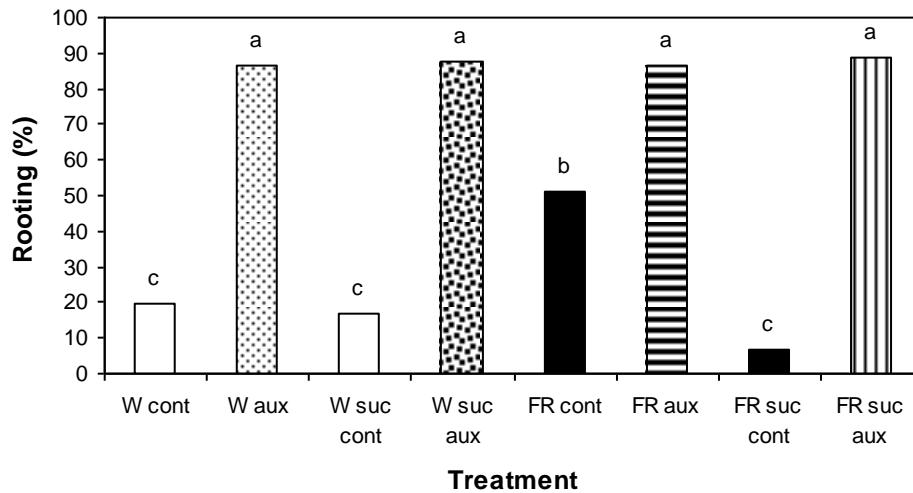 100
90
80
70
60
50
40
30
20
10
0
Rooting (%)
c
a
c
a
b
a
c
a
W cont
W aux
W suc
cont
W suc
aux
FR cont
FR aux
FR suc
cont
FR suc
aux
Treatment